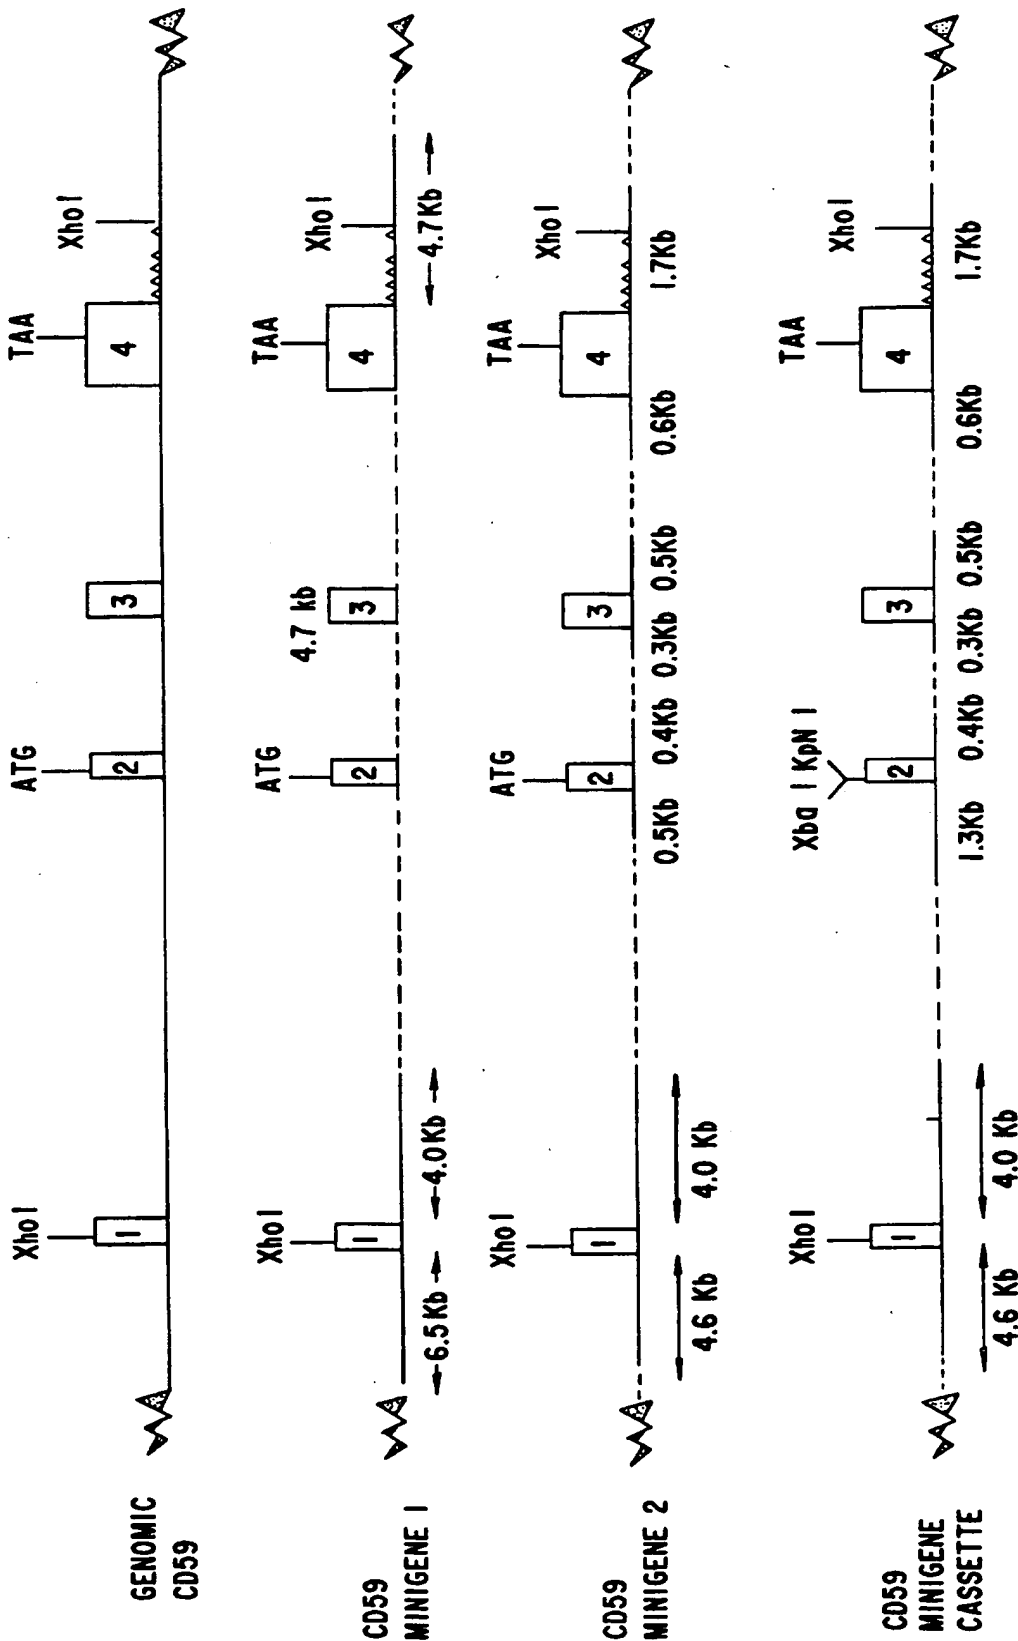 GENOMIC
CD59
XhoI
ATG
TAA
XhoI
1
2
3
4
CD59
MINIGENE 1
XhoI
ATG
4.7 kb
TAA
XhoI
1
2
3
4
6.5Kb
4.0Kb
4.7Kb
CD59
MINIGENE 2
XhoI
ATG
TAA
XhoI
1
2
3
4
4.6 Kb
4.0 Kb
0.5Kb
0.4Kb
0.3Kb
0.5Kb
0.6Kb
1.7Kb
CD59
MINIGENE
CASSETTE
XhoI
Xba I KpN I
TAA
XhoI
1
2
3
4
4.6 Kb
4.0 Kb
1.3Kb
0.4Kb
0.3Kb
0.5Kb
0.6Kb
1.7Kb